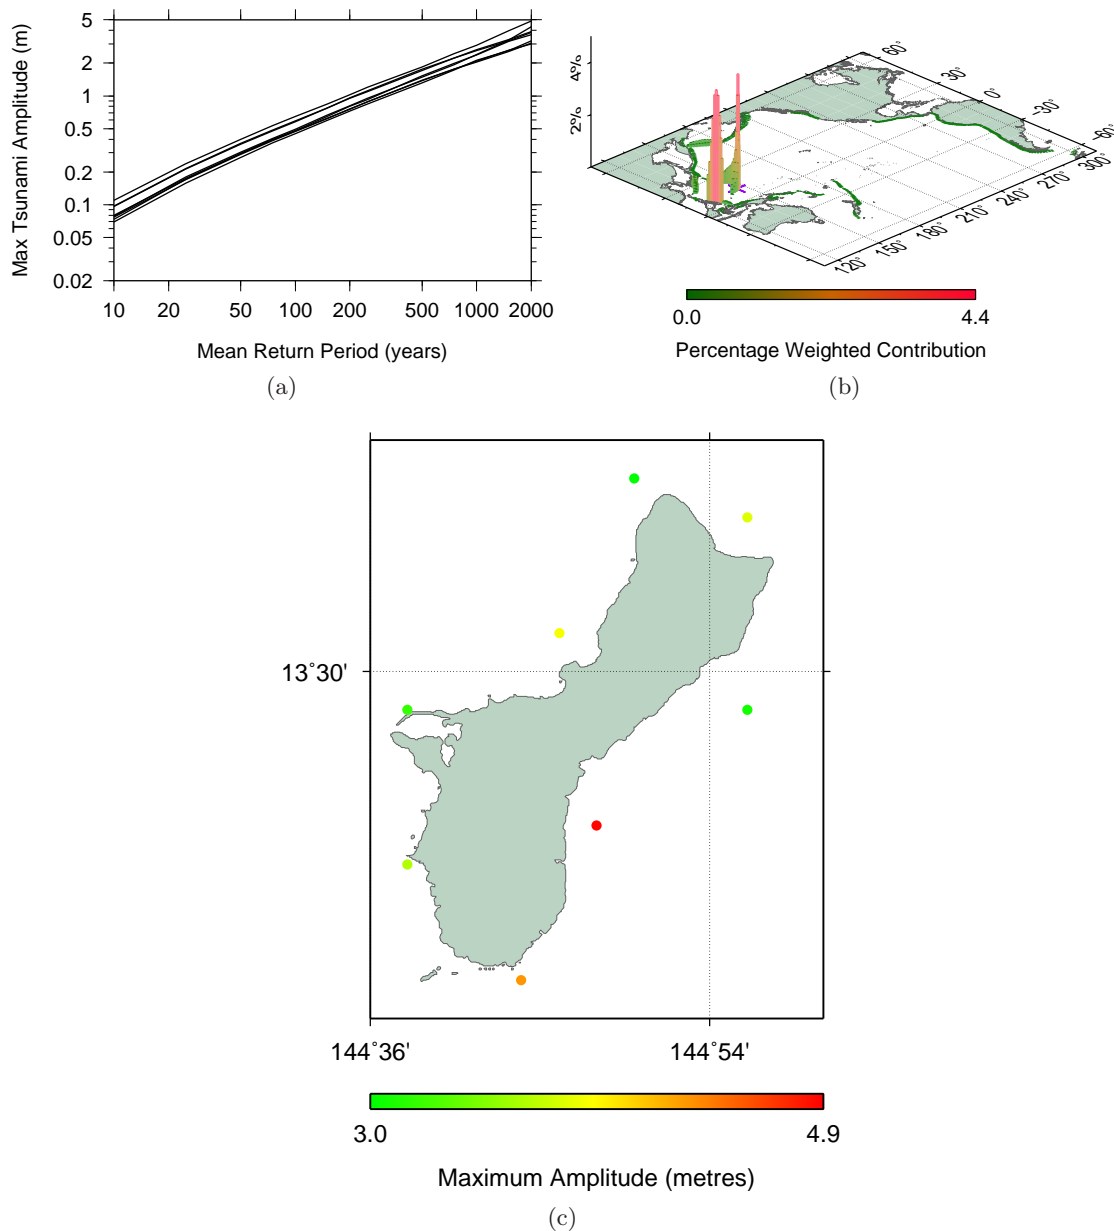 Max Tsunami Amplitude (m)
5
2
1
0.5
0.2
0.1
0.05
0.02
10 20 50 100 200 500 1000 2000
Mean Return Period (years)
(a)
4%
2%
60°
30°
0°
−30°
−60°
120° 150° 180° 210° 240° 270° 300°
0.0 4.4
Percentage Weighted Contribution
(b)
13°30'
144°36' 144°54'
3.0 4.9
Maximum Amplitude (metres)
(c)